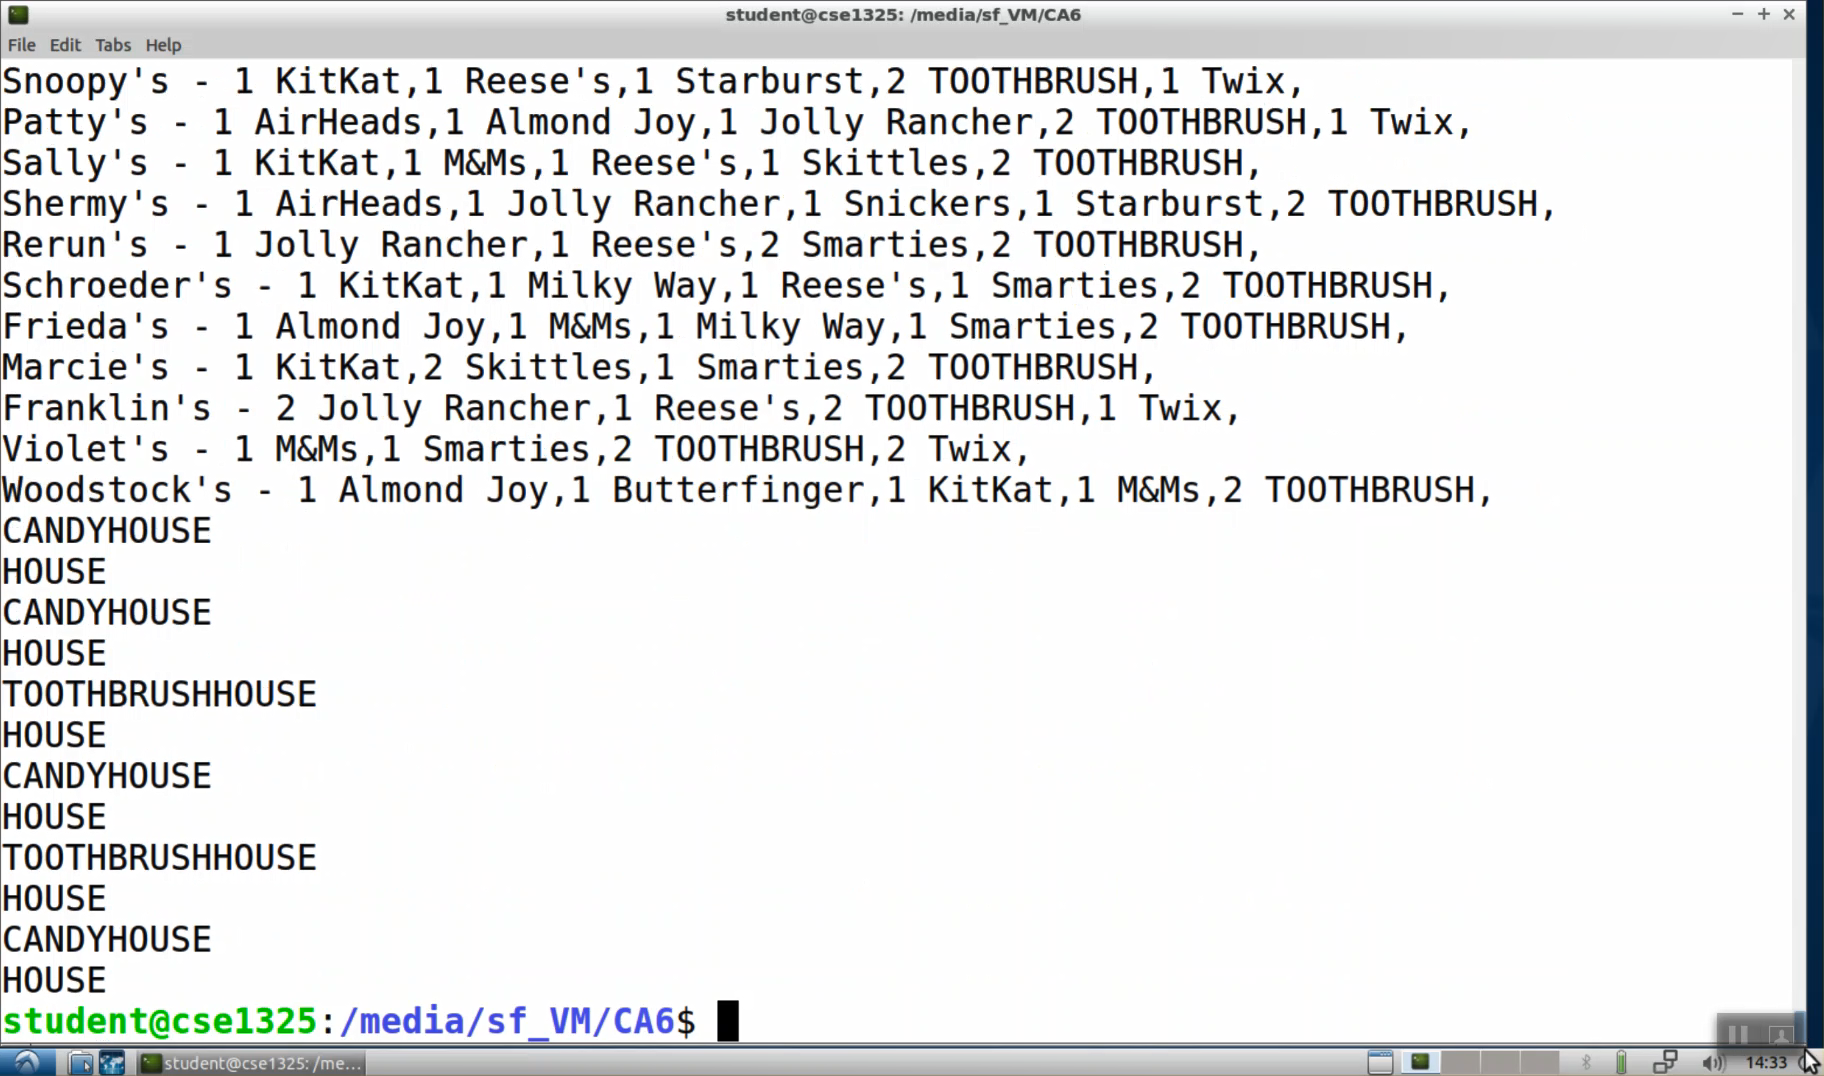 student@cse1325: /media/sf_VM/CA6
File Edit Tabs Help
Snoopy's - 1 KitKat,1 Reese's,1 Starburst,2 TOOTHBRUSH,1 Twix,
Patty's - 1 AirHeads,1 Almond Joy,1 Jolly Rancher,2 TOOTHBRUSH,1 Twix,
Sally's - 1 KitKat,1 M&Ms,1 Reese's,1 Skittles,2 TOOTHBRUSH,
Shermy's - 1 AirHeads,1 Jolly Rancher,1 Snickers,1 Starburst,2 TOOTHBRUSH,
Rerun's - 1 Jolly Rancher,1 Reese's,2 Smarties,2 TOOTHBRUSH,
Schroeder's - 1 KitKat,1 Milky Way,1 Reese's,1 Smarties,2 TOOTHBRUSH,
Frieda's - 1 Almond Joy,1 M&Ms,1 Milky Way,1 Smarties,2 TOOTHBRUSH,
Marcie's - 1 KitKat,2 Skittles,1 Smarties,2 TOOTHBRUSH,
Franklin's - 2 Jolly Rancher,1 Reese's,2 TOOTHBRUSH,1 Twix,
Violet's - 1 M&Ms,1 Smarties,2 TOOTHBRUSH,2 Twix,
Woodstock's - 1 Almond Joy,1 Butterfinger,1 KitKat,1 M&Ms,2 TOOTHBRUSH,
CANDYHOUSE
HOUSE
CANDYHOUSE
HOUSE
TOOTHBRUSHHOUSE
HOUSE
CANDYHOUSE
HOUSE
TOOTHBRUSHHOUSE
HOUSE
CANDYHOUSE
HOUSE
student@cse1325:/media/sf_VM/CA6$
student@cse1325: /me... 14:33